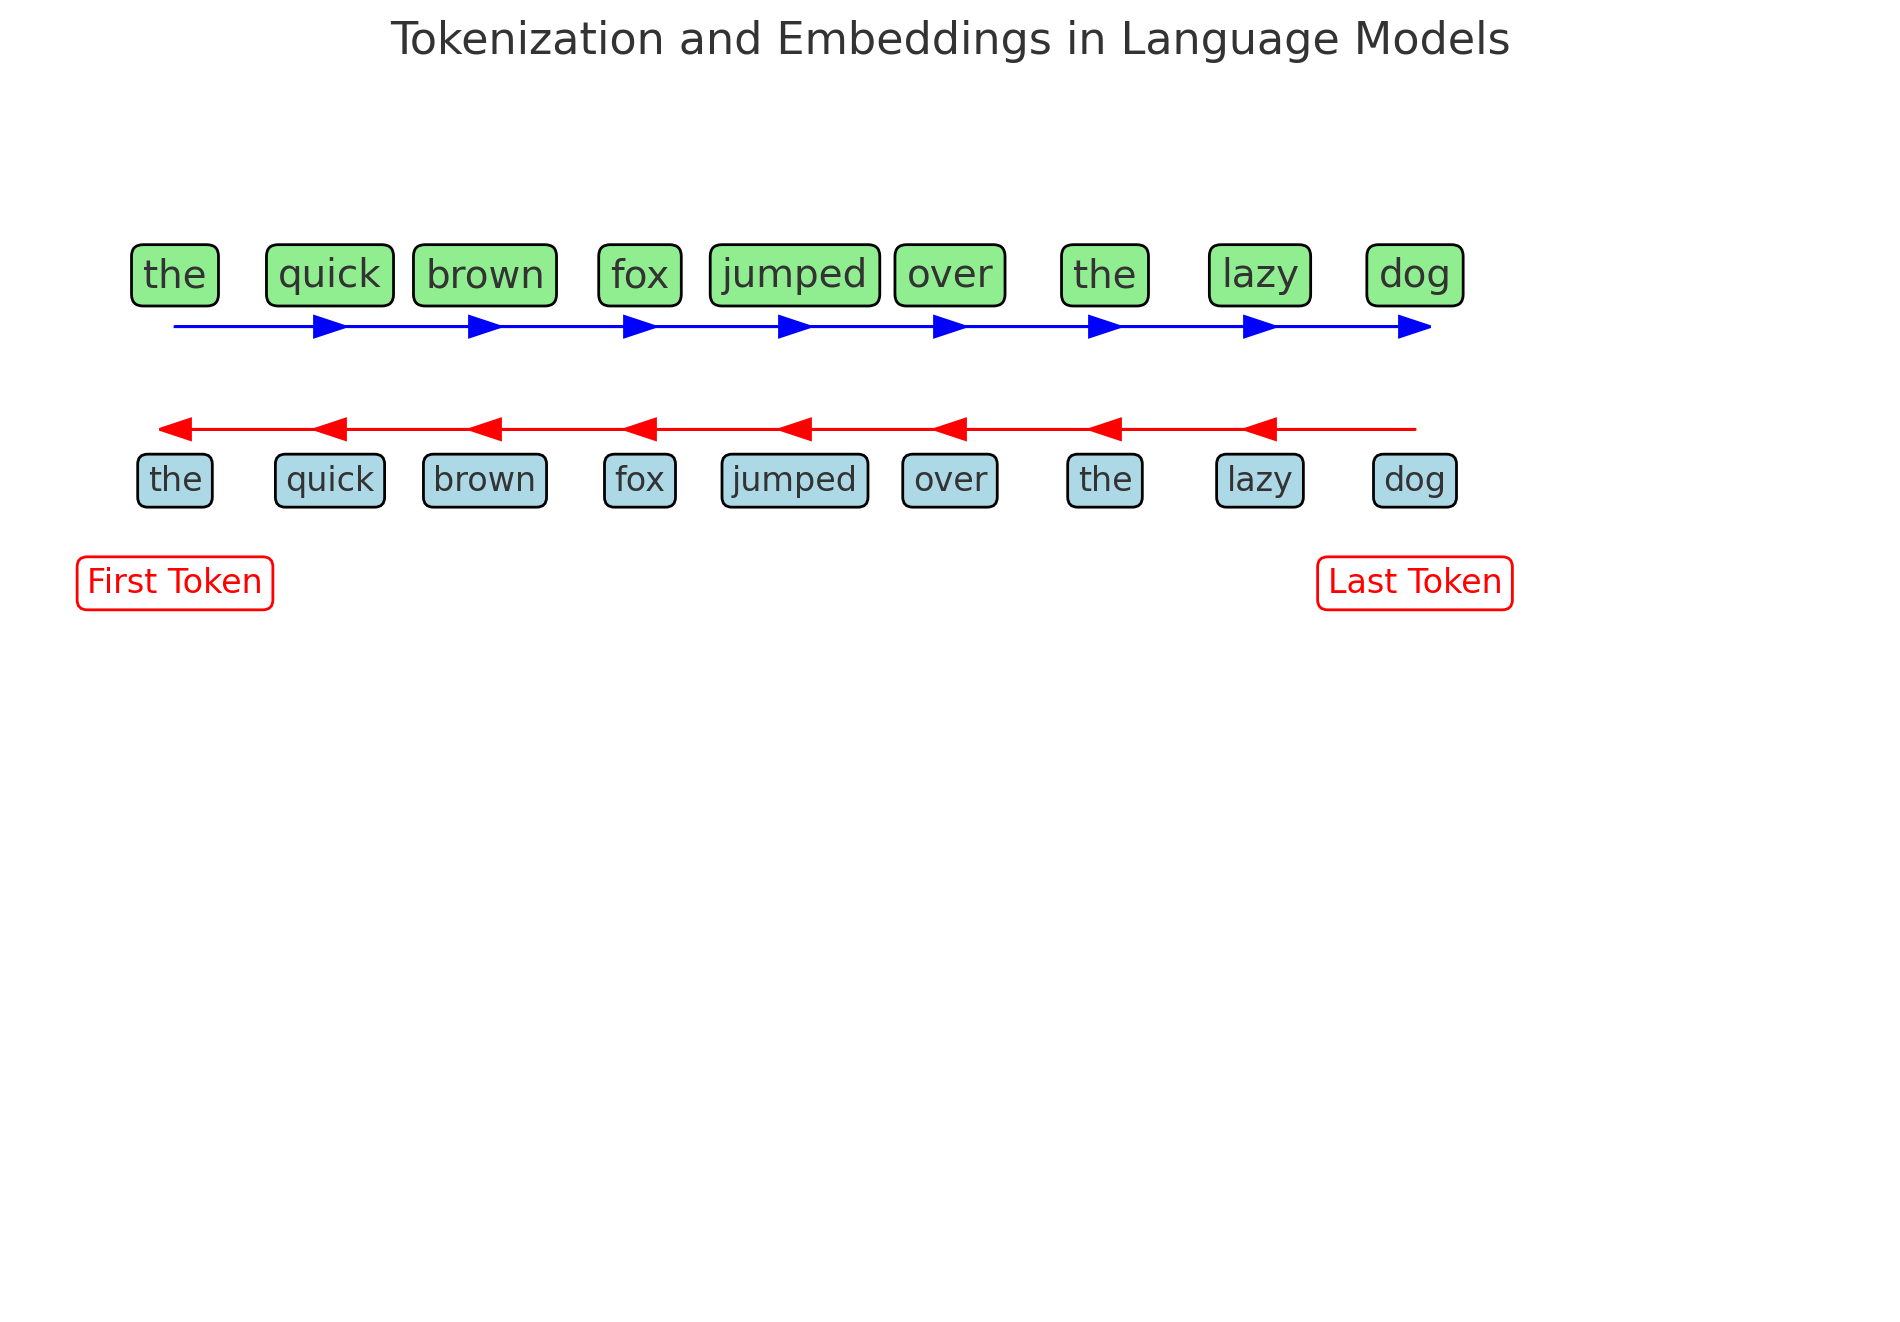 Tokenization and Embeddings in Language Models
the quick brown fox jumped over the lazy dog
the quick brown fox jumped over the lazy dog
First Token Last Token